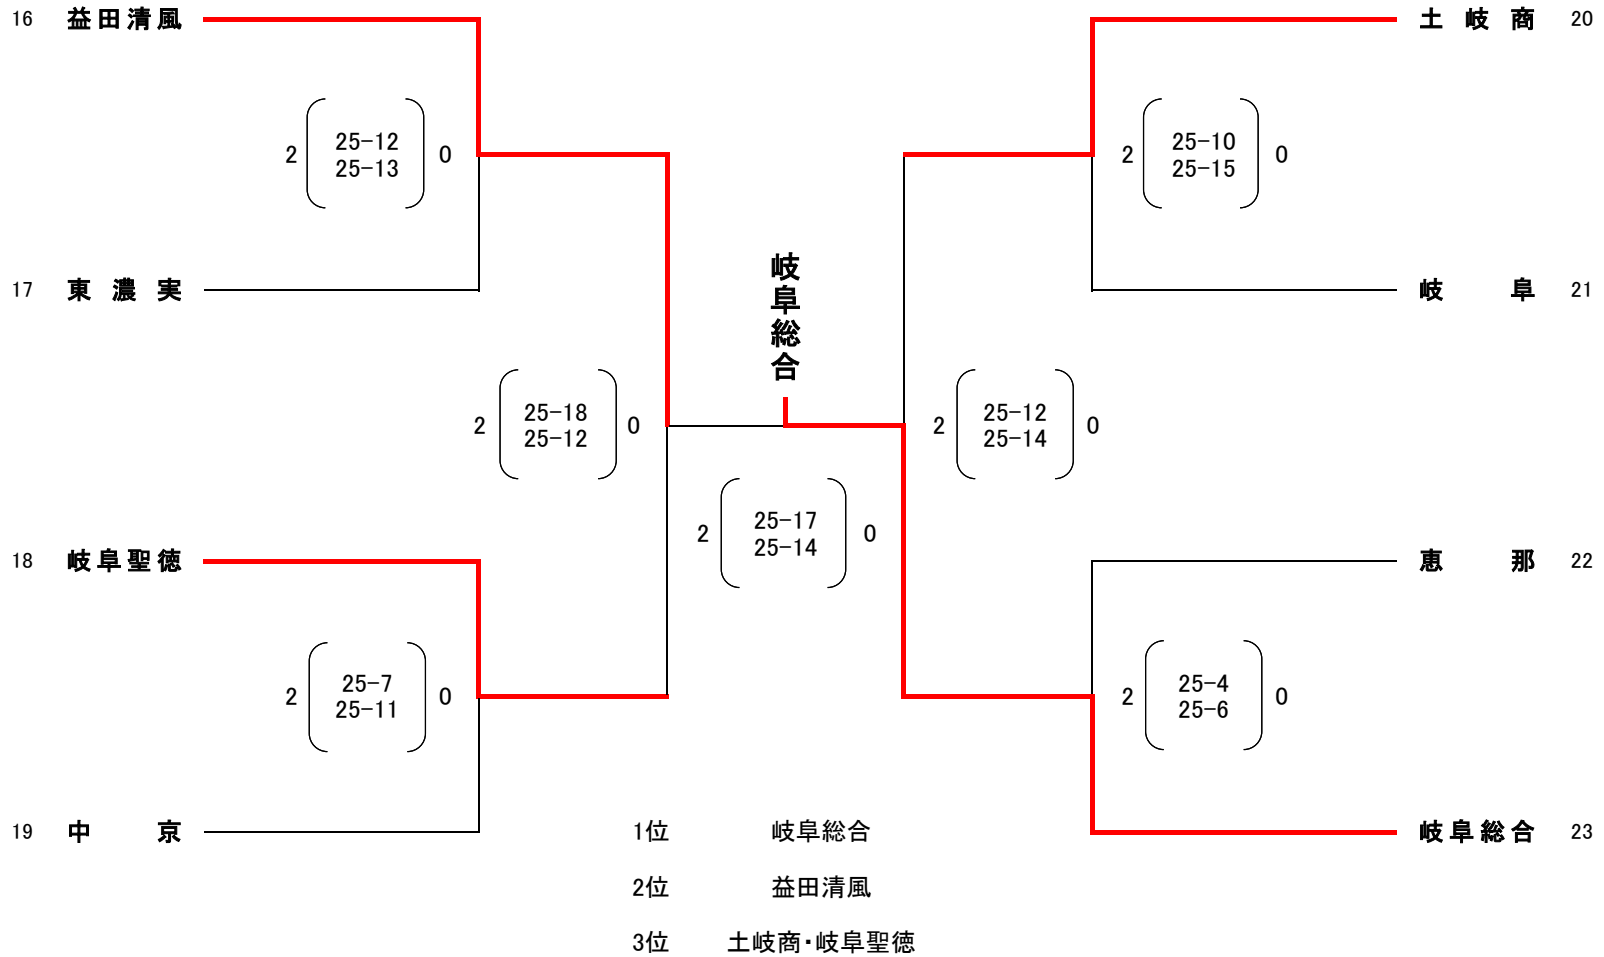 16 益田清風
土岐商 20
2 25-12 0
25-13
2 25-10 0
25-15
17 東濃実
岐阜 21
岐阜総合
2 25-18 0
25-12
2 25-12 0
25-14
2 25-17 0
25-14
18 岐阜聖徳
恵那 22
2 25-7 0
25-11
2 25-4 0
25-6
19 中京
岐阜総合 23
1位 岐阜総合
2位 益田清風
3位 土岐商・岐阜聖徳